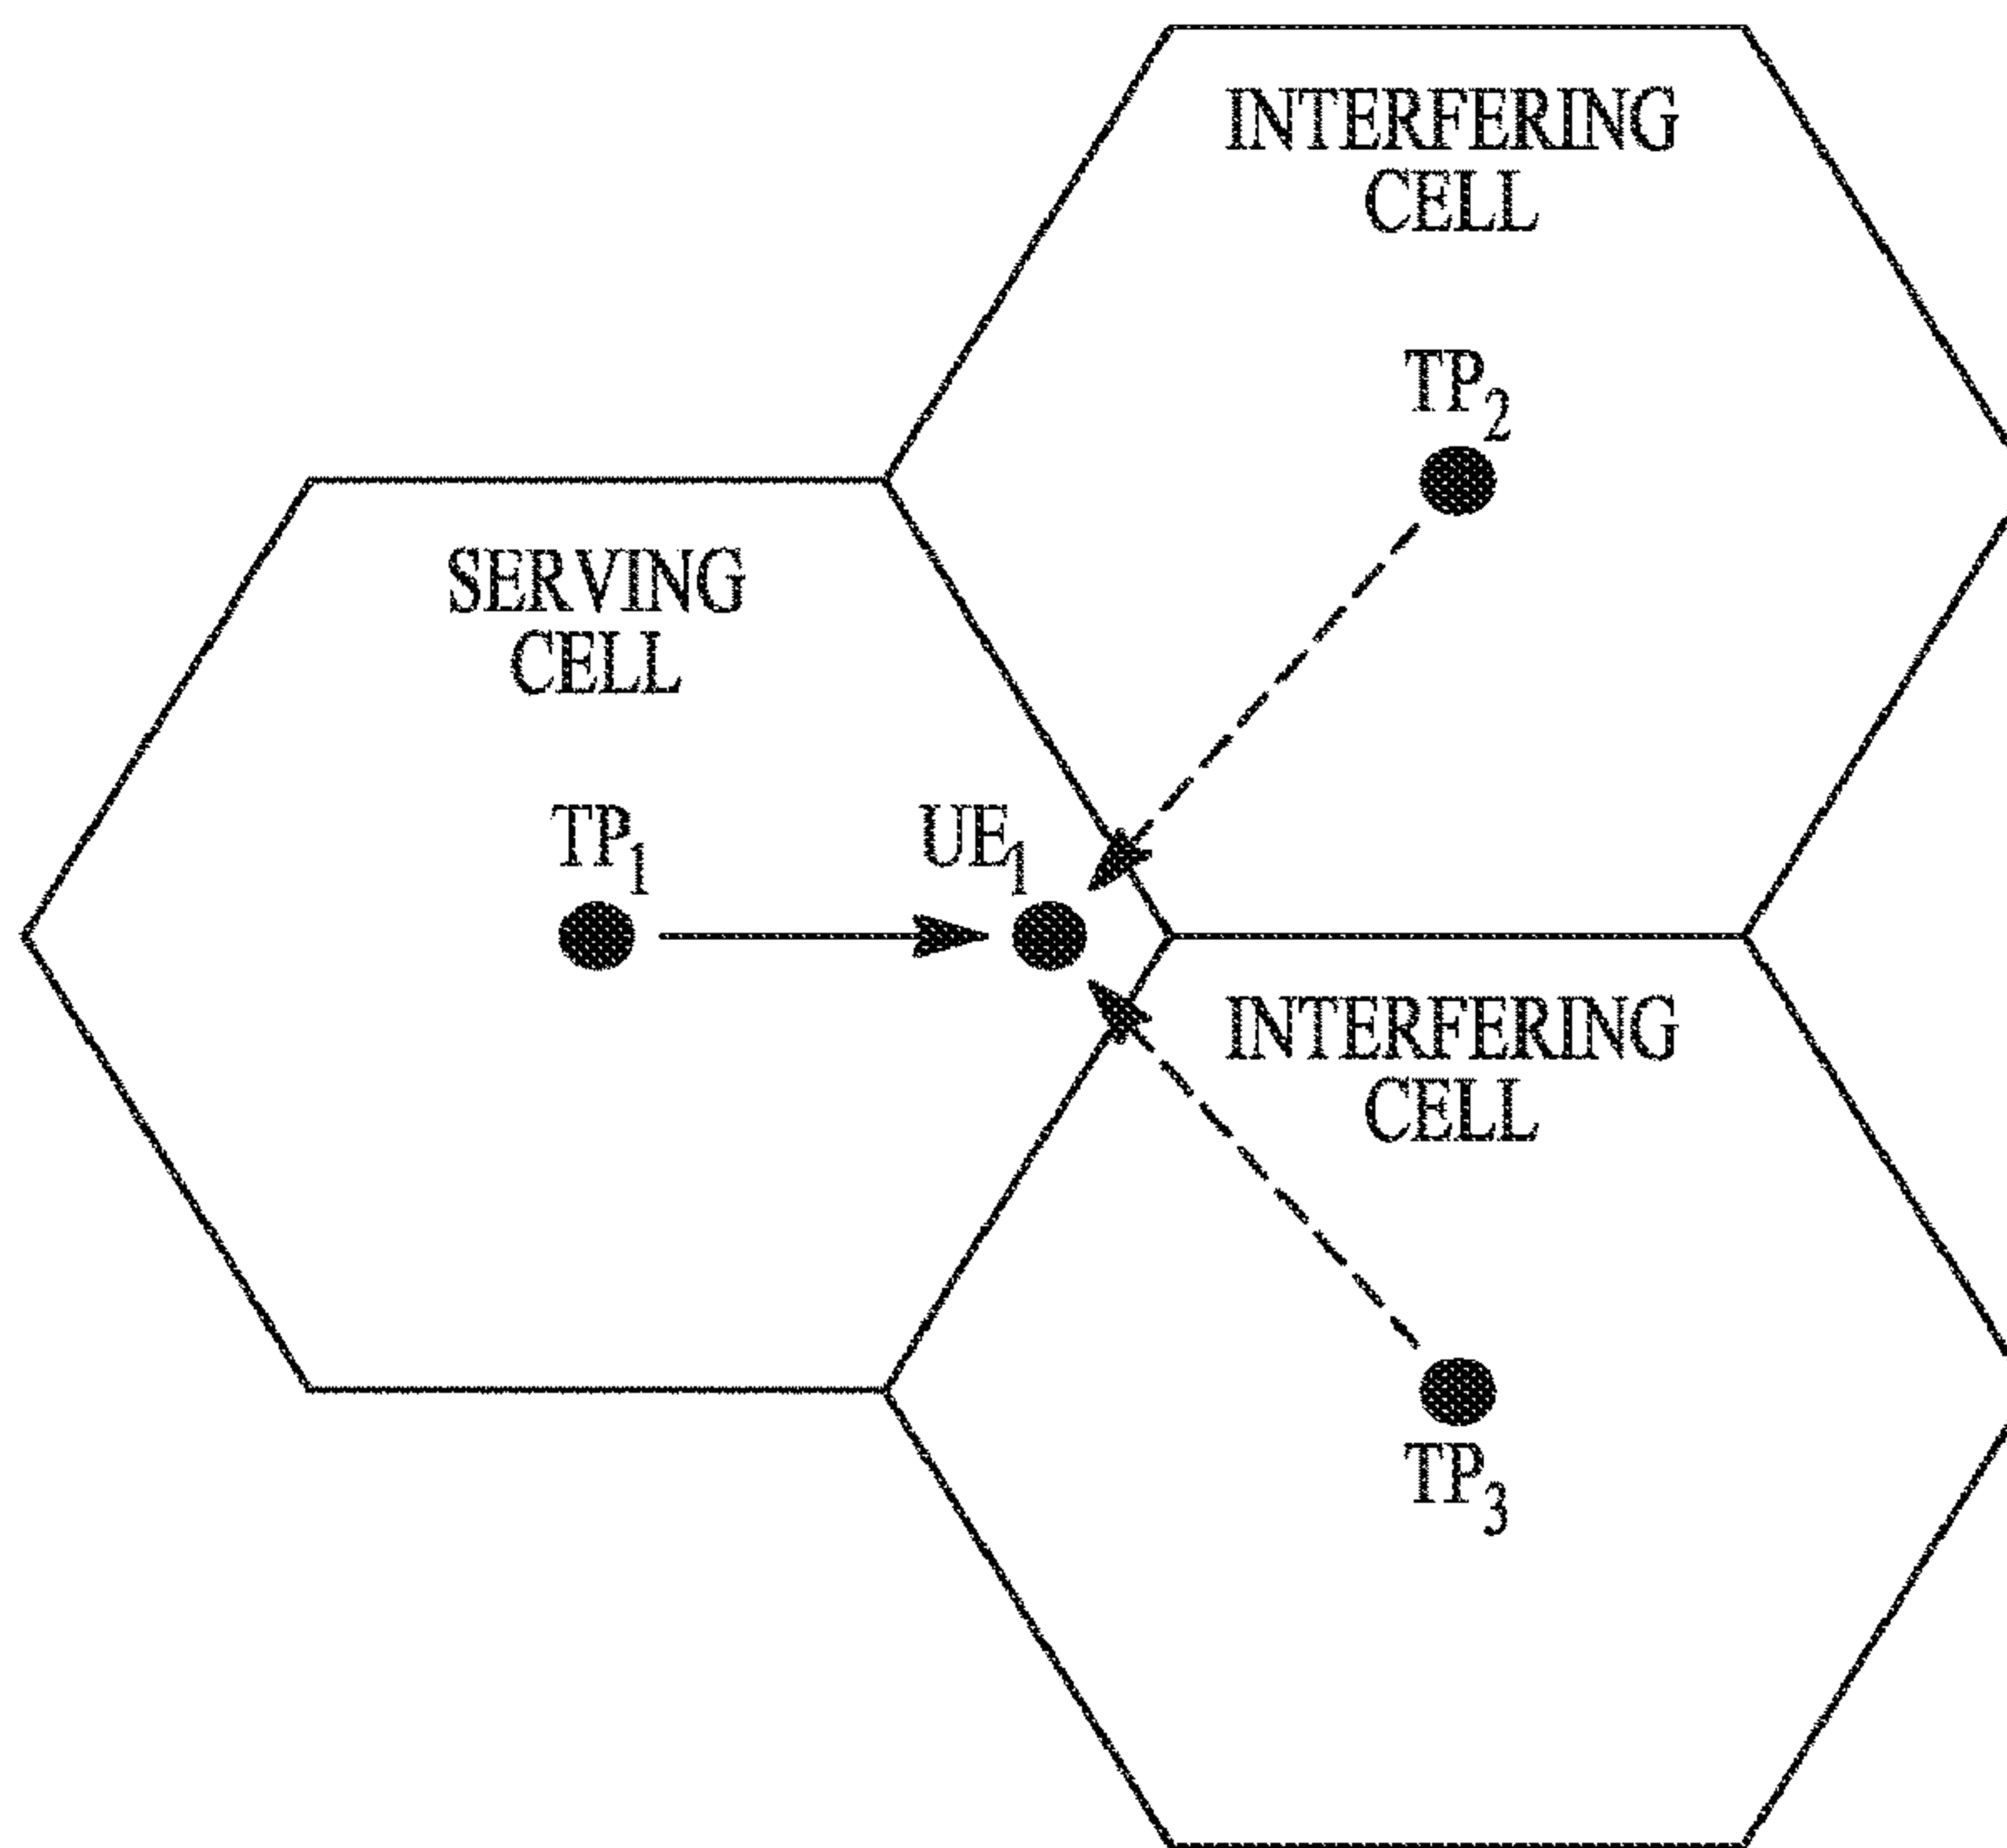 INTERFERING
CELL
TP2
SERVING
CELL
TP1
UE1
INTERFERING
CELL
TP3